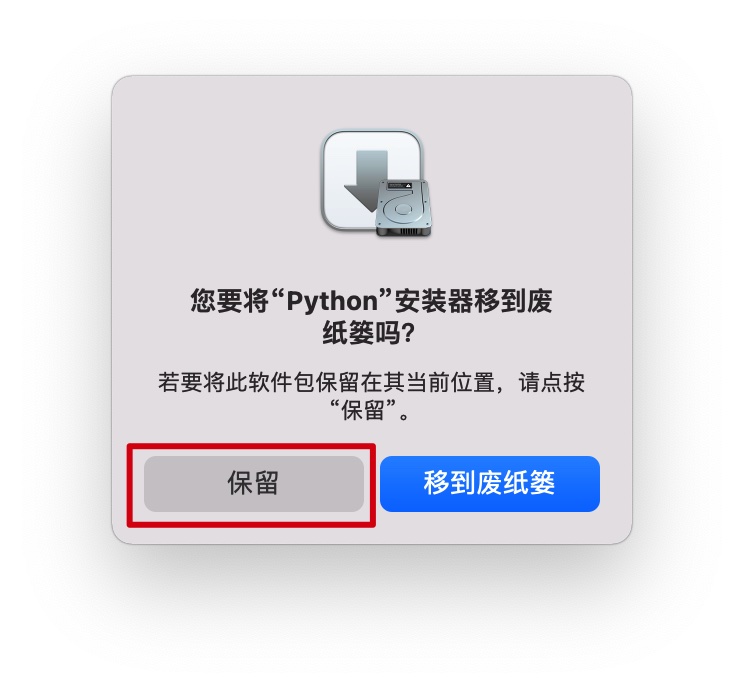 您要将“Python”安装器移到废
纸篓吗?
若要将此软件包保留在其当前位置，请点按
“保留”。
保留
移到废纸篓